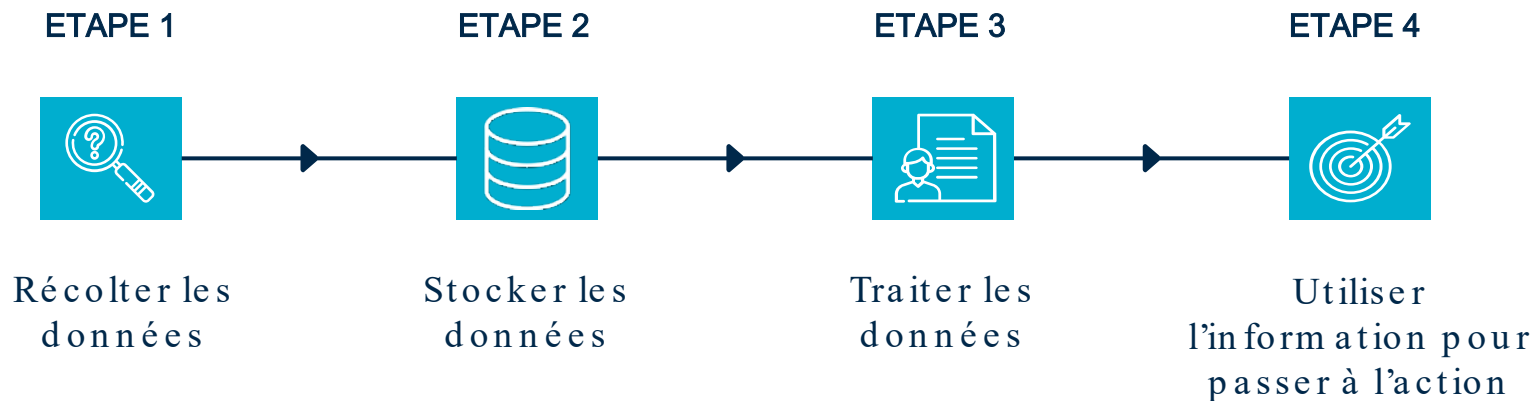 ETAPE 1
ETAPE 2
ETAPE 3
ETAPE 4
Récolter les
données
Stocker les
données
Traiter les
données
Utiliser
l’information pour
passer à l’action